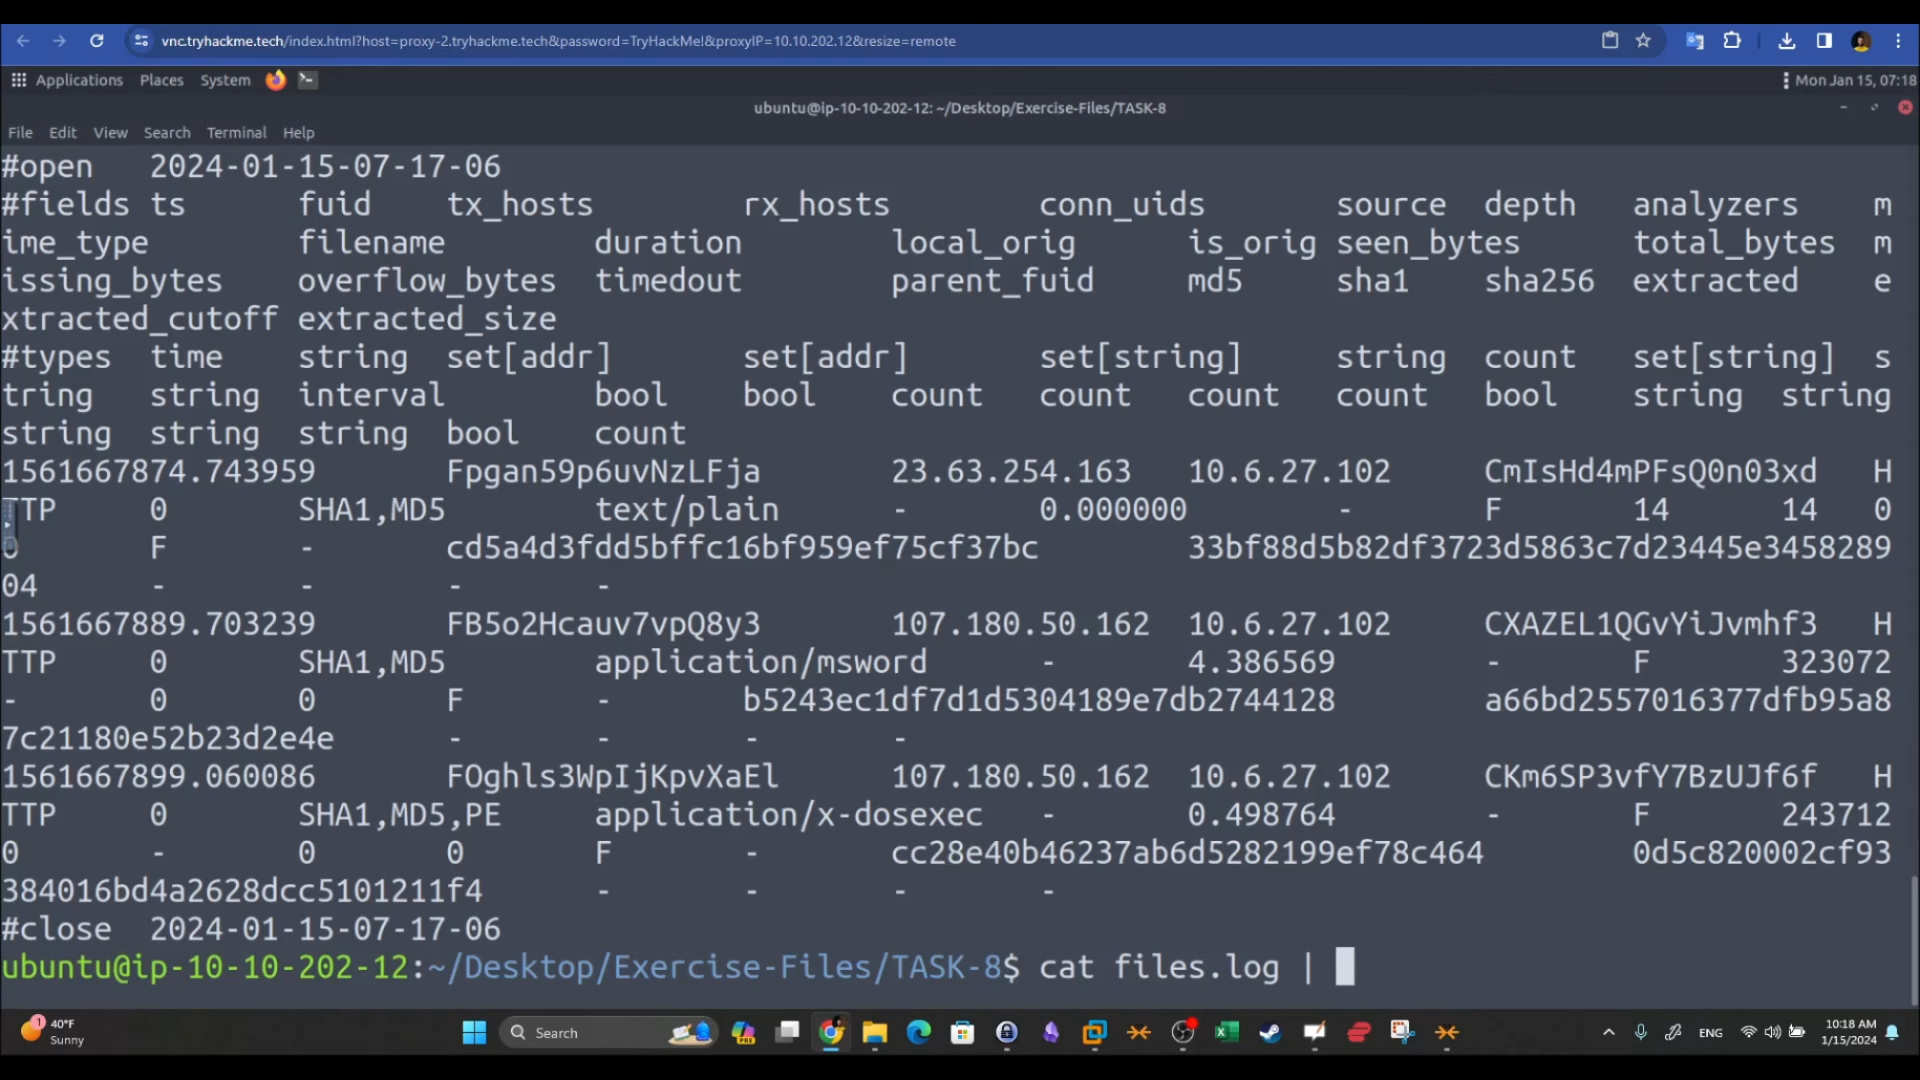 vnc.tryhackme.tech/index.html?host=proxy-2.tryhackme.tech&password=TryHackMe!&proxyIP=10.10.202.12&resize=remote
Applications Places System Mon Jan 15, 07:18
ubuntu@ip-10-10-202-12: ~/Desktop/Exercise-Files/TASK-8
File Edit View Search Terminal Help
#open 2024-01-15-07-17-06
#fields ts fuid tx_hosts rx_hosts conn_uids source depth analyzers m
ime_type filename duration local_orig is_orig seen_bytes total_bytes m
issing_bytes overflow_bytes timedout parent_fuid md5 sha1 sha256 extracted e
xtracted_cutoff extracted_size
#types time string set[addr] set[addr] set[string] string count set[string] s
tring string interval bool bool count count count count bool string string
string string string bool count
1561667874.743959 Fpgan59p6uvNzLFja 23.63.254.163 10.6.27.102 CmIsHd4mPFsQ0n03xd H
TTP 0 SHA1,MD5 text/plain - 0.000000 - F 14 14 0
0 F - cd5a4d3fdd5bffc16bf959ef75cf37bc 33bf88d5b82df3723d5863c7d23445e3458289
04 - - - -
1561667889.703239 FB5o2Hcauv7vpQ8y3 107.180.50.162 10.6.27.102 CXAZEL1QGvYiJvmhf3 H
TTP 0 SHA1,MD5 application/msword - 4.386569 - F 323072
- 0 0 F - b5243ec1df7d1d5304189e7db2744128 a66bd2557016377dfb95a8
7c21180e52b23d2e4e - - - -
1561667899.060086 FOghls3WpIjKpvXaEl 107.180.50.162 10.6.27.102 CKm6SP3vfY7BzUJf6f H
TTP 0 SHA1,MD5,PE application/x-dosexec - 0.498764 - F 243712
0 - 0 0 F - cc28e40b46237ab6d5282199ef78c464 0d5c820002cf93
384016bd4a2628dcc5101211f4 - - - -
#close 2024-01-15-07-17-06
ubuntu@ip-10-10-202-12:~/Desktop/Exercise-Files/TASK-8$ cat files.log |
1 40°F Search PRE ENG 10:18 AM
Sunny 1/15/2024